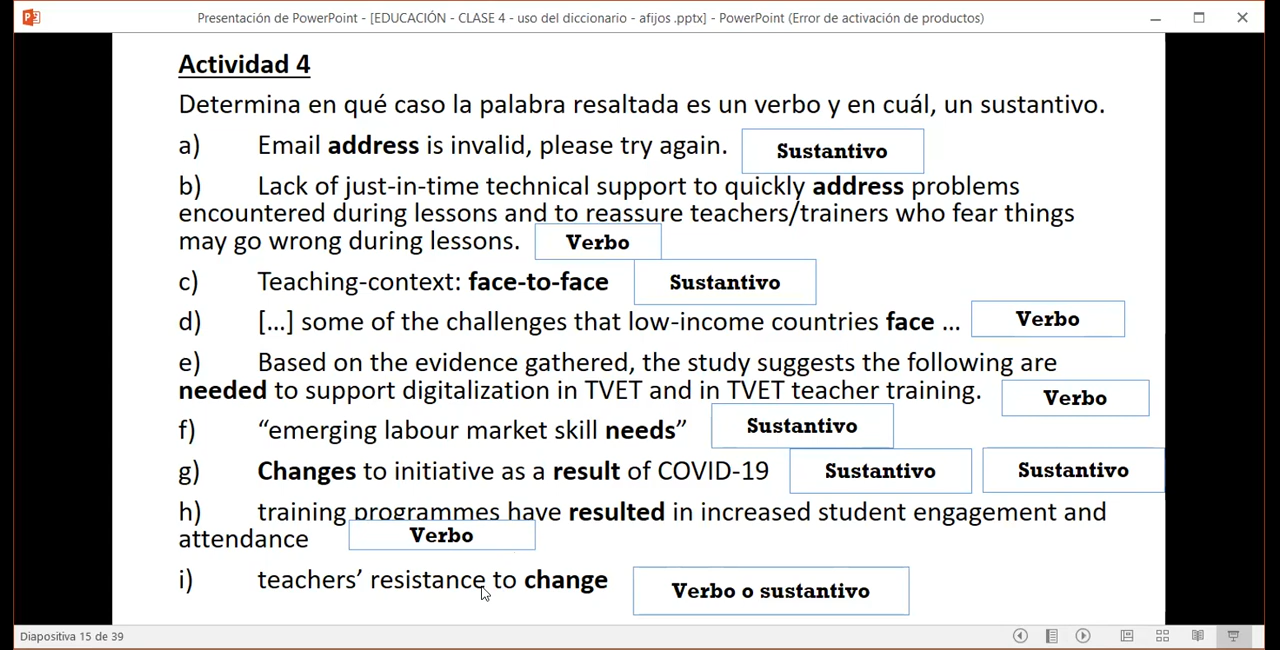 Presentación de PowerPoint - [EDUCACIÓN - CLASE 4 - uso del diccionario - afijos .pptx] - PowerPoint (Error de activación de productos)
Actividad 4
Determina en qué caso la palabra resaltada es un verbo y en cuál, un sustantivo.
a) Email address is invalid, please try again. Sustantivo
b) Lack of just-in-time technical support to quickly address problems
encountered during lessons and to reassure teachers/trainers who fear things
may go wrong during lessons. Verbo
c) Teaching-context: face-to-face Sustantivo
d) [...] some of the challenges that low-income countries face ... Verbo
e) Based on the evidence gathered, the study suggests the following are
needed to support digitalization in TVET and in TVET teacher training. Verbo
f) “emerging labour market skill needs” Sustantivo
g) Changes to initiative as a result of COVID-19 Sustantivo Sustantivo
h) training programmes have resulted in increased student engagement and
attendance Verbo
i) teachers’ resistance to change Verbo o sustantivo
Diapositiva 15 de 39